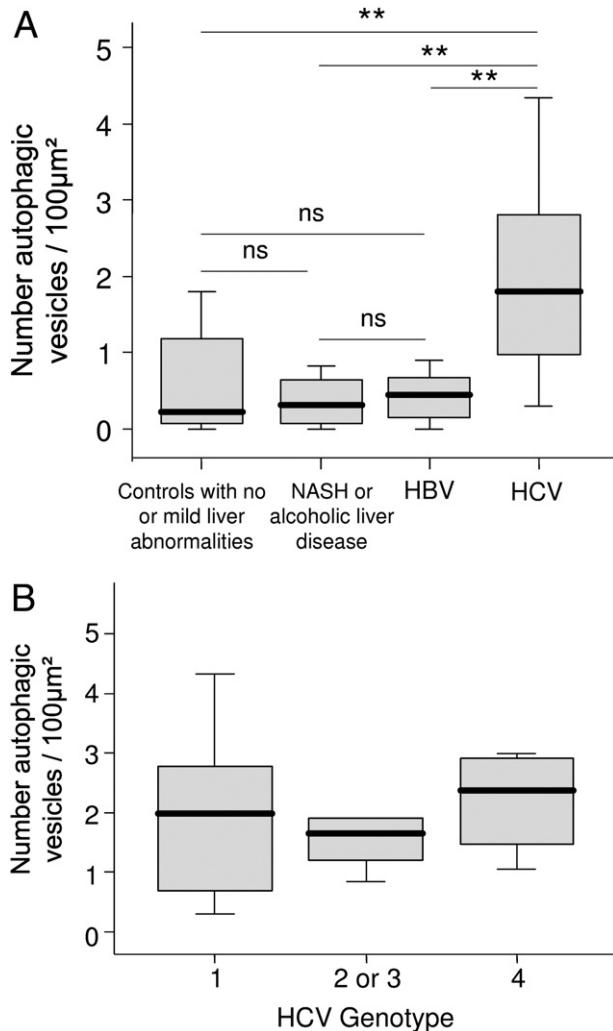 A
**
**
**
5
4
3
2
1
0
Number autophagic
vesicles / 100µm²
ns
ns
ns
Controls with no
or mild liver
abnormalities
NASH or
alcoholic liver
disease
HBV
HCV
B
5
4
3
2
1
0
Number autophagic
vesicles / 100µm²
1
2 or 3
4
HCV Genotype